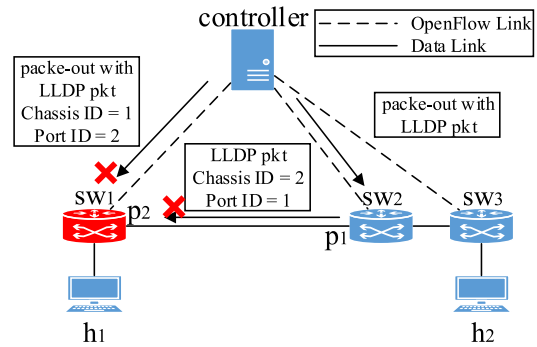 controller
OpenFlow Link
Data Link
packe-out with
LLDP pkt
Chassis ID = 1
Port ID = 2
packe-out with
LLDP pkt
LLDP pkt
Chassis ID = 2
Port ID = 1
SW1
p2
SW2
p1
SW3
h1
h2